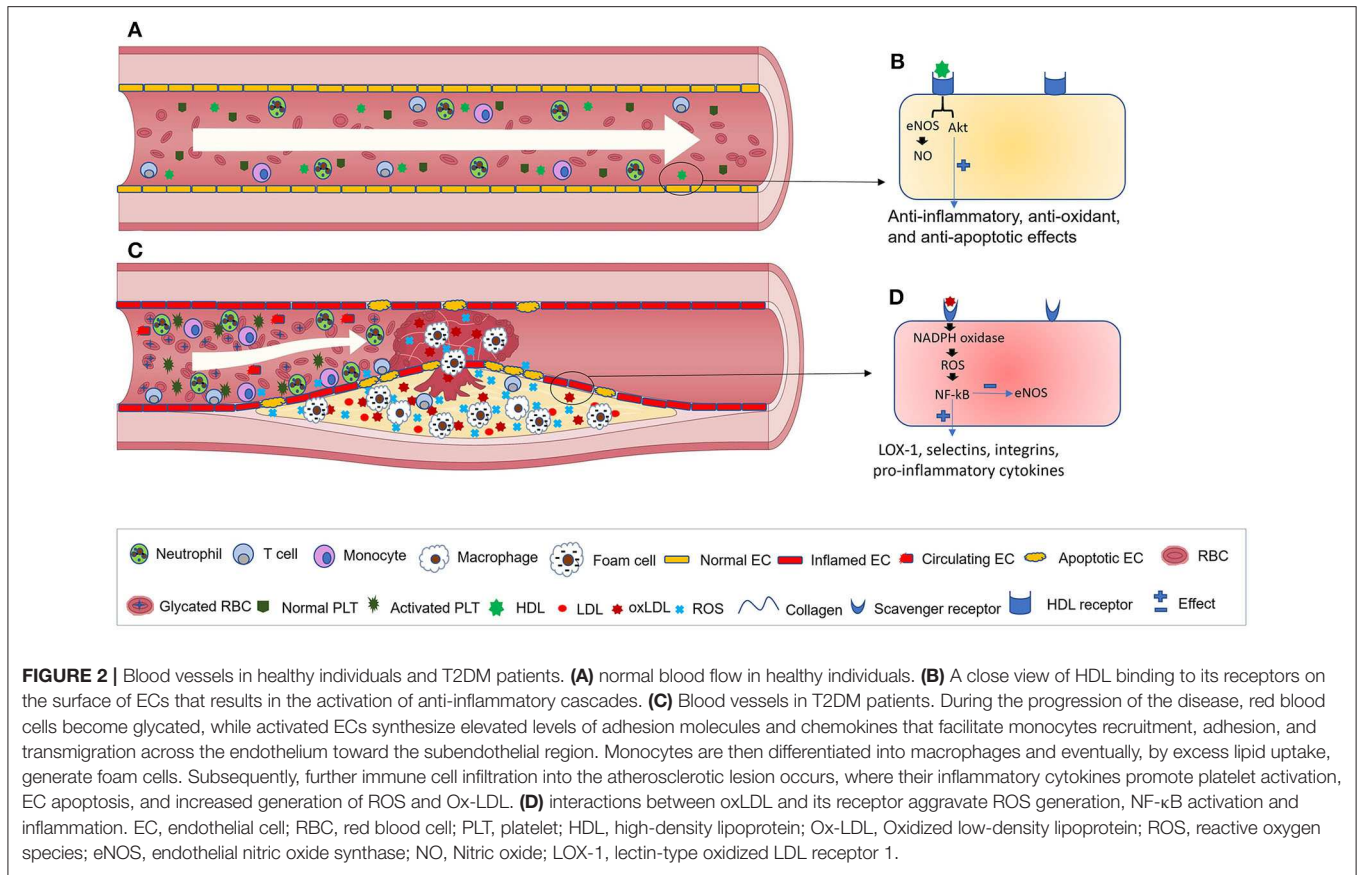 A
B
eNOS Akt
NO
Anti-inflammatory, anti-oxidant,
and anti-apoptotic effects
C
D
NADPH oxidase
ROS
NF-kB
eNOS
LOX-1, selectins, integrins,
pro-inflammatory cytokines
Neutrophil T cell Monocyte Macrophage Foam cell Normal EC Inflamed EC Circulating EC Apoptotic EC RBC
Glycated RBC Normal PLT Activated PLT HDL LDL oxLDL ROS Collagen Scavenger receptor HDL receptor Effect
FIGURE 2 | Blood vessels in healthy individuals and T2DM patients. (A) normal blood flow in healthy individuals. (B) A close view of HDL binding to its receptors on
the surface of ECs that results in the activation of anti-inflammatory cascades. (C) Blood vessels in T2DM patients. During the progression of the disease, red blood
cells become glycated, while activated ECs synthesize elevated levels of adhesion molecules and chemokines that facilitate monocytes recruitment, adhesion, and
transmigration across the endothelium toward the subendothelial region. Monocytes are then differentiated into macrophages and eventually, by excess lipid uptake,
generate foam cells. Subsequently, further immune cell infiltration into the atherosclerotic lesion occurs, where their inflammatory cytokines promote platelet activation,
EC apoptosis, and increased generation of ROS and Ox-LDL. (D) interactions between oxLDL and its receptor aggravate ROS generation, NF-κB activation and
inflammation. EC, endothelial cell; RBC, red blood cell; PLT, platelet; HDL, high-density lipoprotein; Ox-LDL, Oxidized low-density lipoprotein; ROS, reactive oxygen
species; eNOS, endothelial nitric oxide synthase; NO, Nitric oxide; LOX-1, lectin-type oxidized LDL receptor 1.